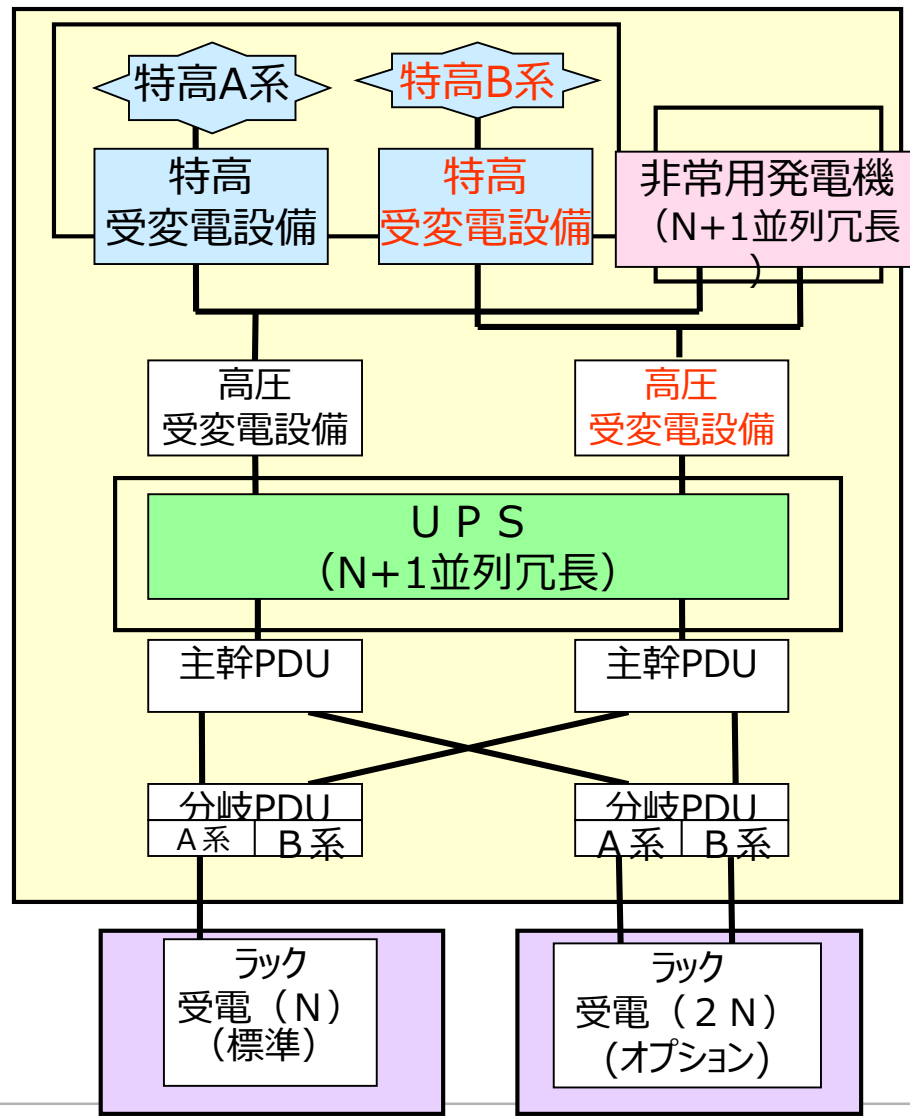 特高A系
特高B系
特高
受変電設備
特高
受変電設備
非常用発電機
（N+1並列冗長
）
高圧
受変電設備
高圧
受変電設備
ＵＰＳ
（N+1並列冗長）
主幹PDU
主幹PDU
分岐PDU
Ａ系
Ｂ系
分岐PDU
Ａ系
Ｂ系
ラック
受電（Ｎ）
（標準）
ラック
受電（２Ｎ）
(オプション)